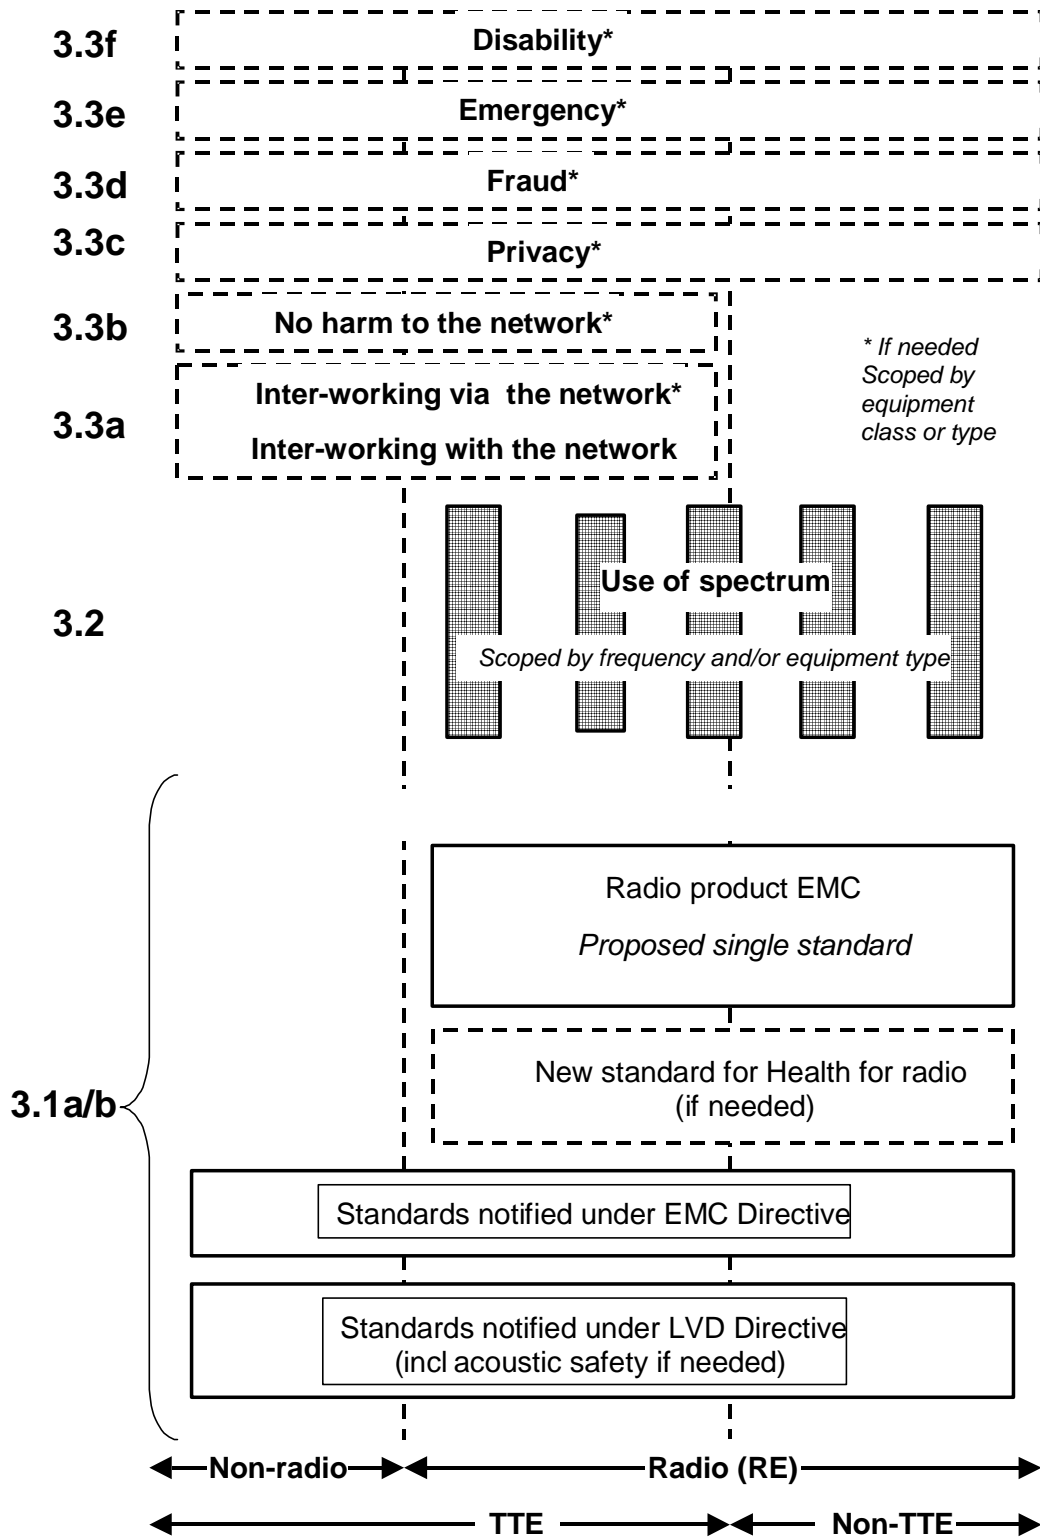 3.3f Disability*
3.3e Emergency*
3.3d Fraud*
3.3c Privacy*
3.3b No harm to the network*
* If needed
Scoped by
equipment
class or type
3.3a Inter-working via the network*
Inter-working with the network
3.2 Use of spectrum
Scoped by frequency and/or equipment type
Radio product EMC
Proposed single standard
New standard for Health for radio
(if needed)
3.1a/b
Standards notified under EMC Directive
Standards notified under LVD Directive
(incl acoustic safety if needed)
Non-radio Radio (RE)
TTE Non-TTE